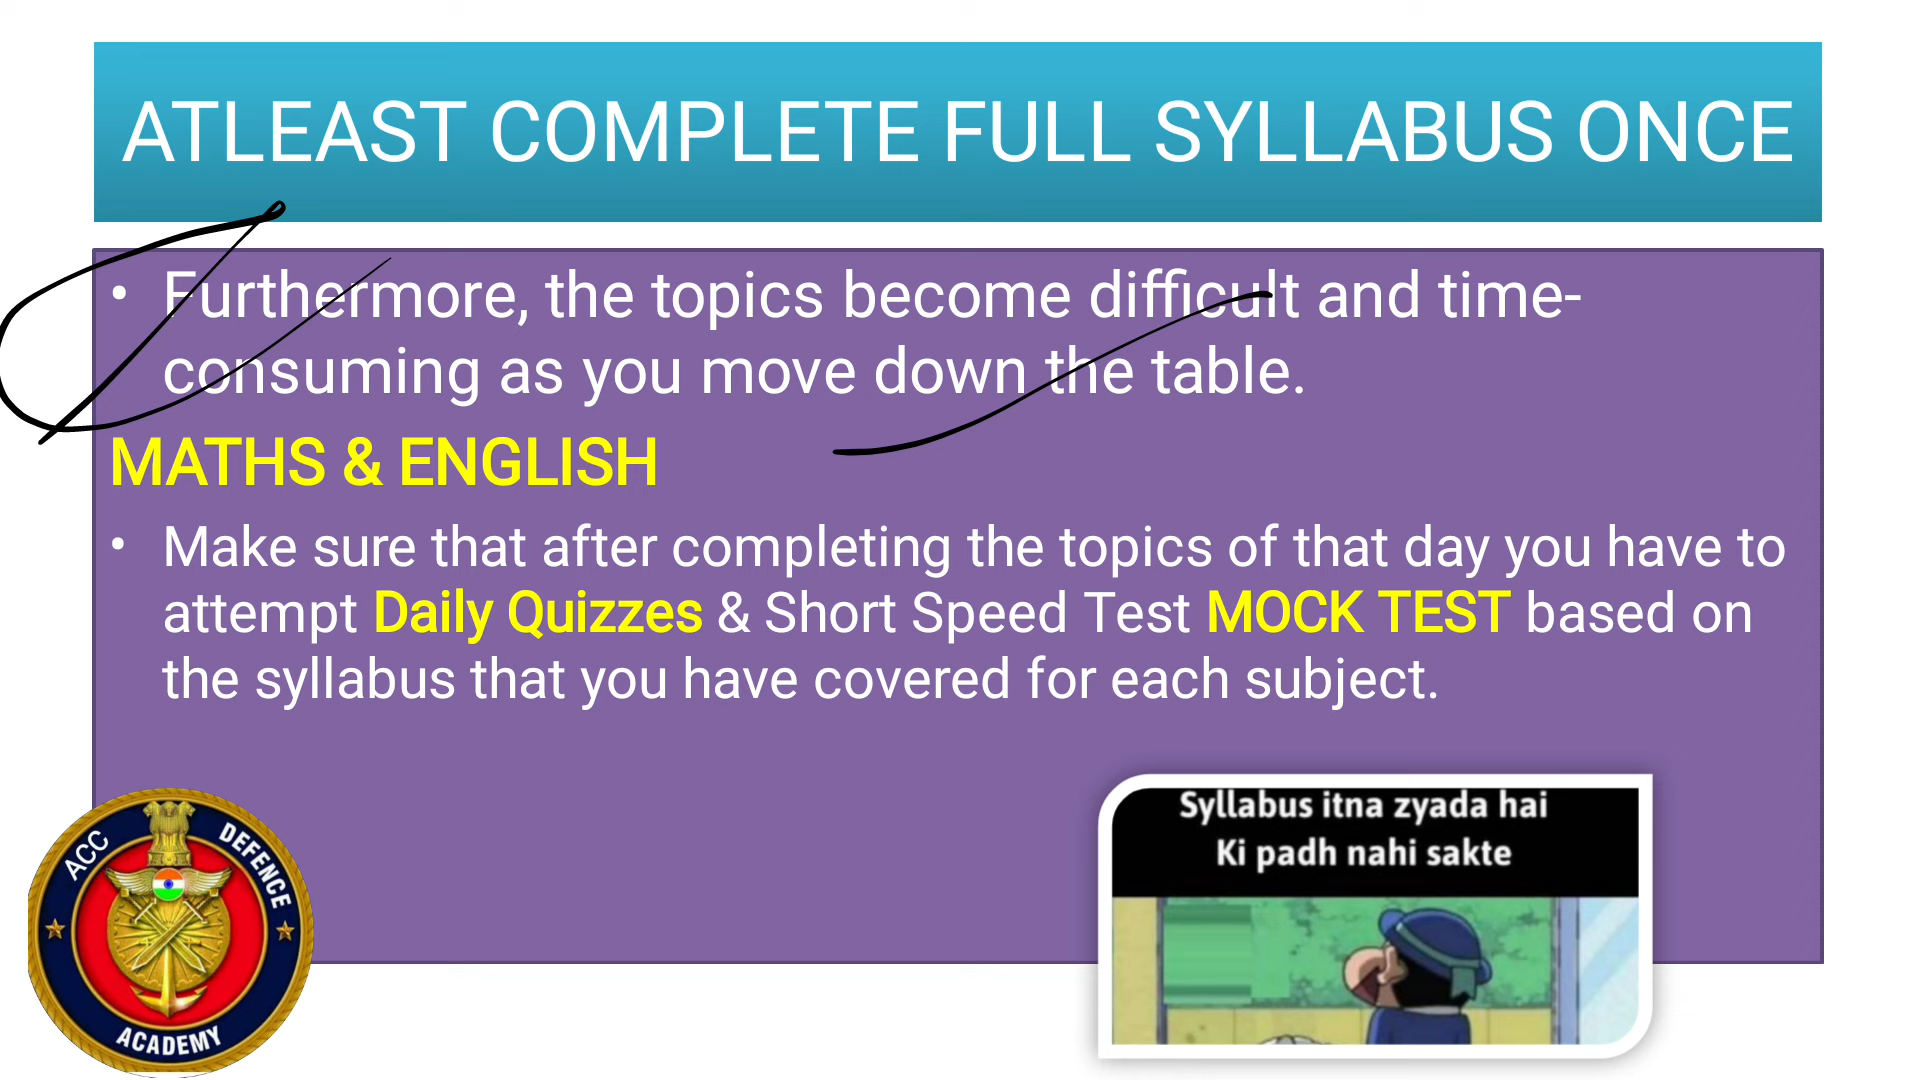 ATLEAST COMPLETE FULL SYLLABUS ONCE
• Furthermore, the topics become difficult and time-
consuming as you move down the table.
MATHS & ENGLISH
• Make sure that after completing the topics of that day you have to
attempt Daily Quizzes & Short Speed Test MOCK TEST based on
the syllabus that you have covered for each subject.
Syllabus itna zyada hai
Ki padh nahi sakte
ACC DEFENCE
ACADEMY